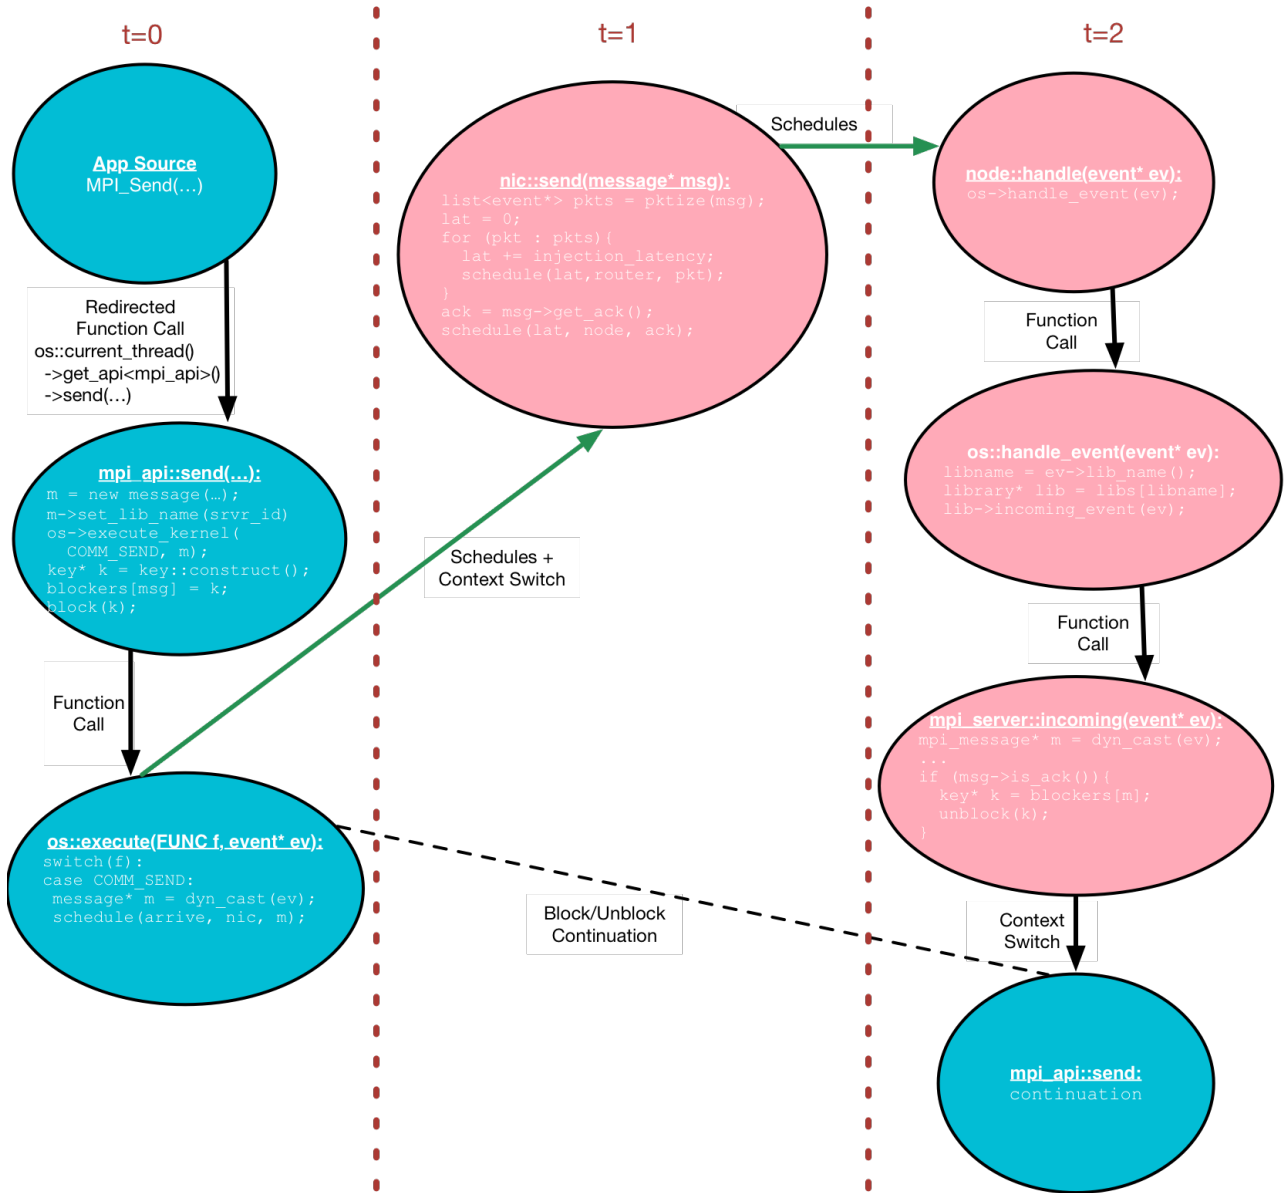 t=0
App Source
MPI_Send(…)
Redirected
Function Call
os::current_thread()
->get_api<mpi_api>()
->send(…)
mpi_api::send(…):
m = new message(…);
m->set_lib_name(srvr_id)
os->execute_kernel(
COMM_SEND, m);
key* k = key::construct();
blockers[msg] = k;
block(k);
Function
Call
os::execute(FUNC f, event* ev):
switch(f):
case COMM_SEND:
message* m = dyn_cast(ev);
schedule(arrive, nic, m);
t=1
nic::send(message* msg):
list<event*> pkts = pktize(msg);
lat = 0;
for (pkt : pkts){
lat += injection_latency;
schedule(lat,router, pkt);
}
ack = msg->get_ack();
schedule(lat, node, ack);
Schedules +
Context Switch
Schedules
Block/Unblock
Continuation
t=2
node::handle(event* ev):
os->handle_event(ev);
Function
Call
os::handle_event(event* ev):
libname = ev->lib_name();
library* lib = libs[libname];
lib->incoming_event(ev);
Function
Call
mpi_server::incoming(event* ev):
mpi_message* m = dyn_cast(ev);
...
if (msg->is_ack()){
key* k = blockers[m];
unblock(k);
}
Context
Switch
mpi_api::send:
continuation